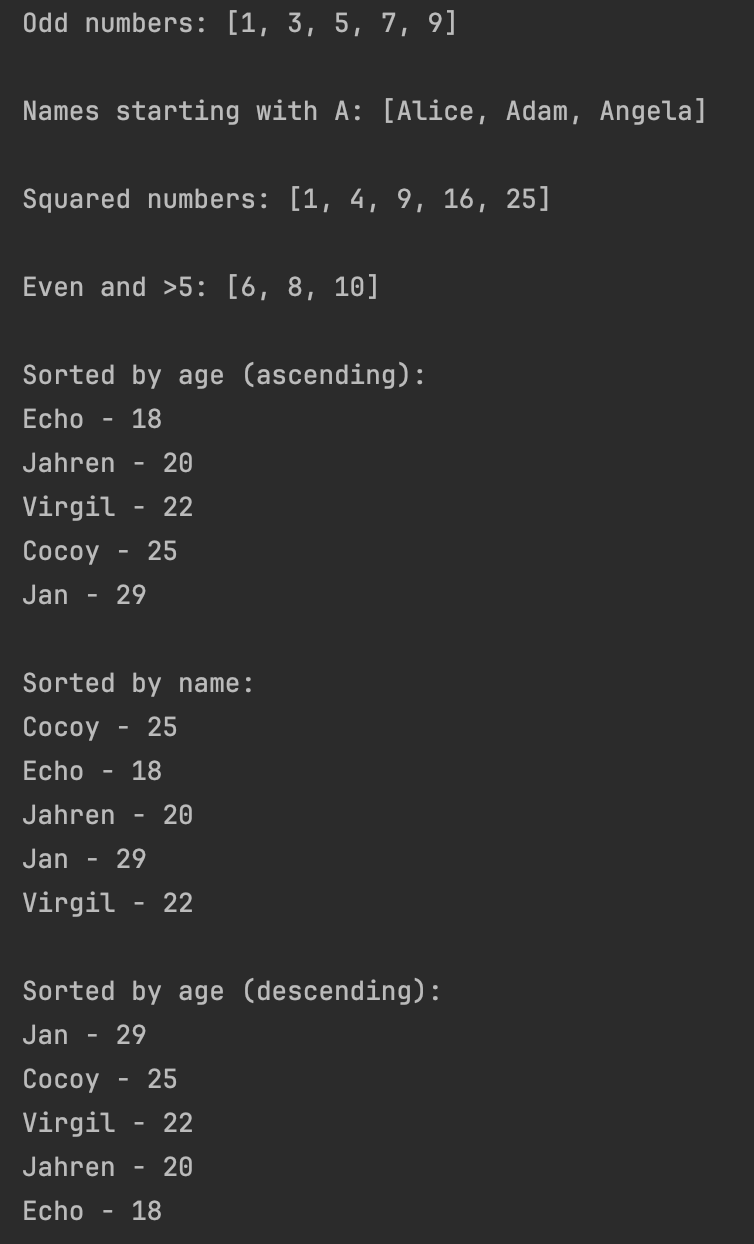 Odd numbers: [1, 3, 5, 7, 9]
Names starting with A: [Alice, Adam, Angela]
Squared numbers: [1, 4, 9, 16, 25]
Even and >5: [6, 8, 10]
Sorted by age (ascending):
Echo - 18
Jahren - 20
Virgil - 22
Cocoy - 25
Jan - 29
Sorted by name:
Cocoy - 25
Echo - 18
Jahren - 20
Jan - 29
Virgil - 22
Sorted by age (descending):
Jan - 29
Cocoy - 25
Virgil - 22
Jahren - 20
Echo - 18